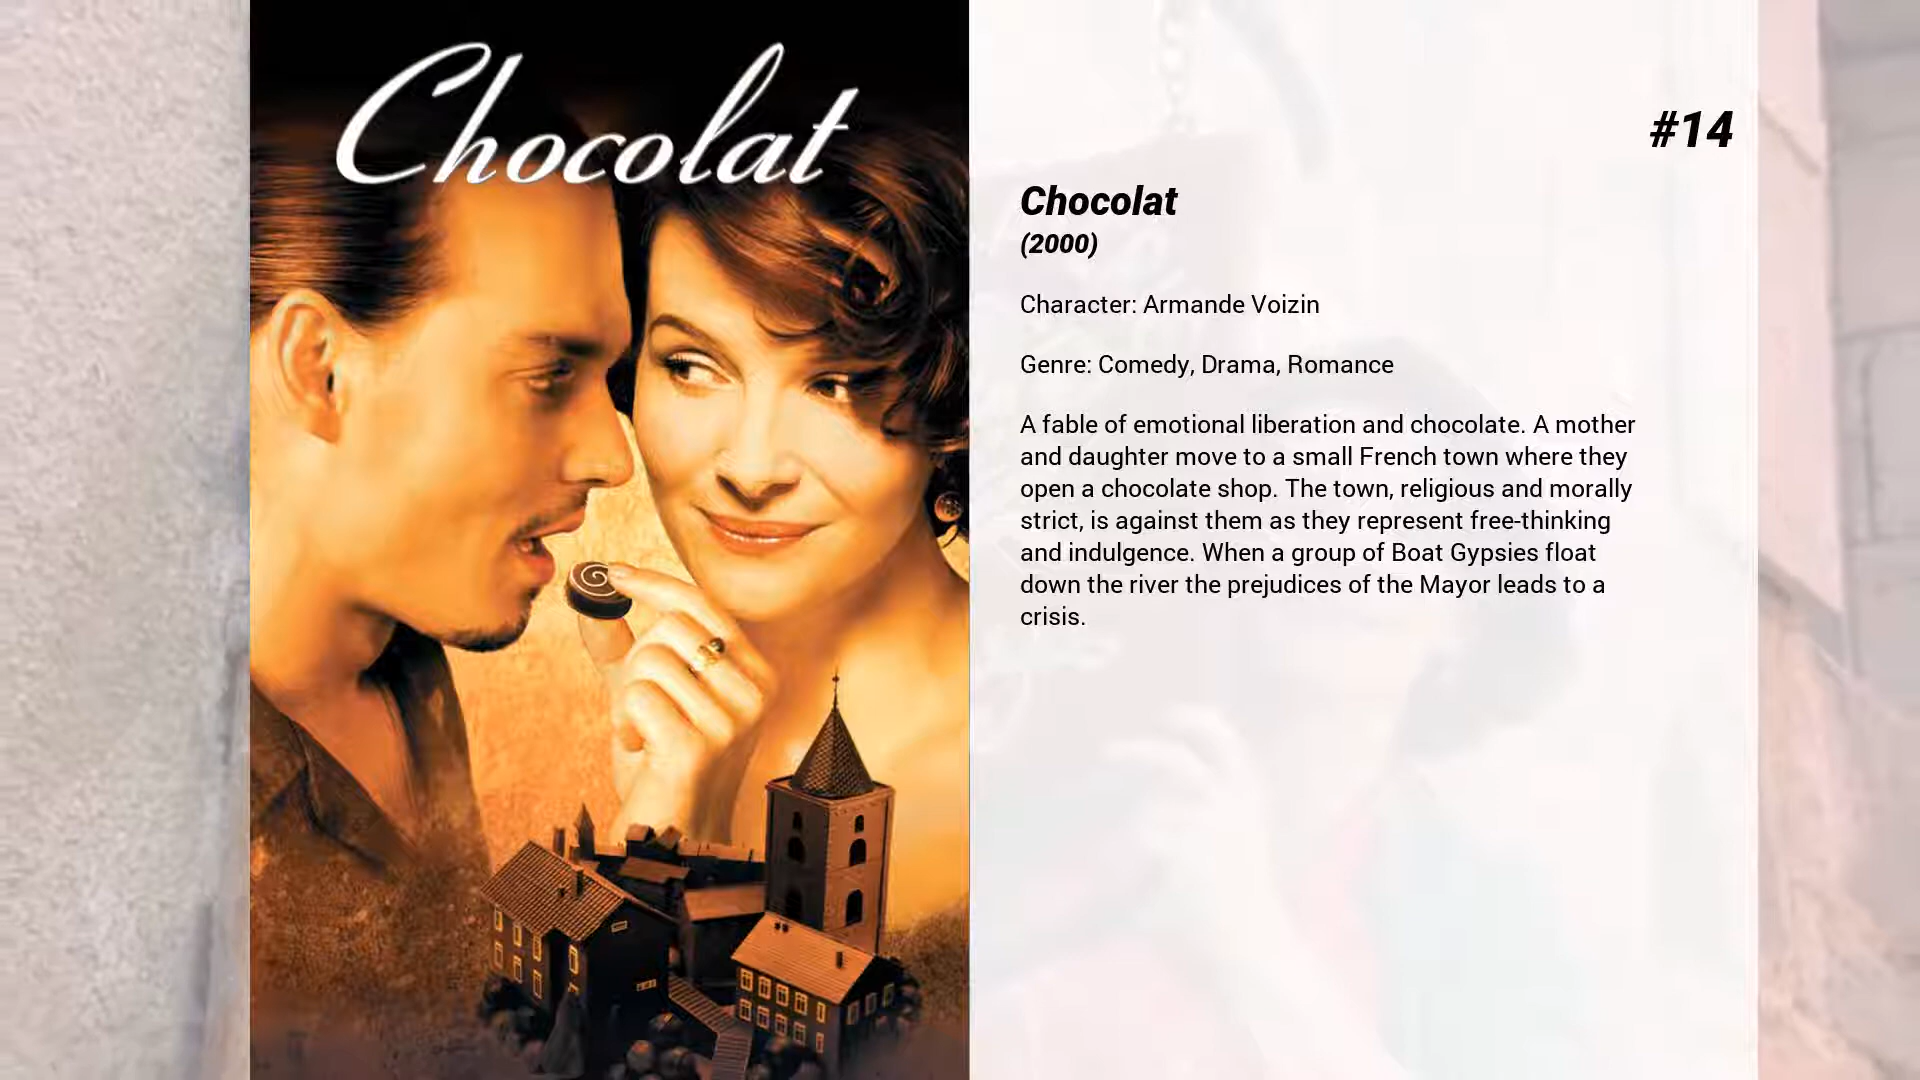 Chocolat
#14
Chocolat
(2000)
Character: Armande Voizin
Genre: Comedy, Drama, Romance
A fable of emotional liberation and chocolate. A mother
and daughter move to a small French town where they
open a chocolate shop. The town, religious and morally
strict, is against them as they represent free-thinking
and indulgence. When a group of Boat Gypsies float
down the river the prejudices of the Mayor leads to a
crisis.